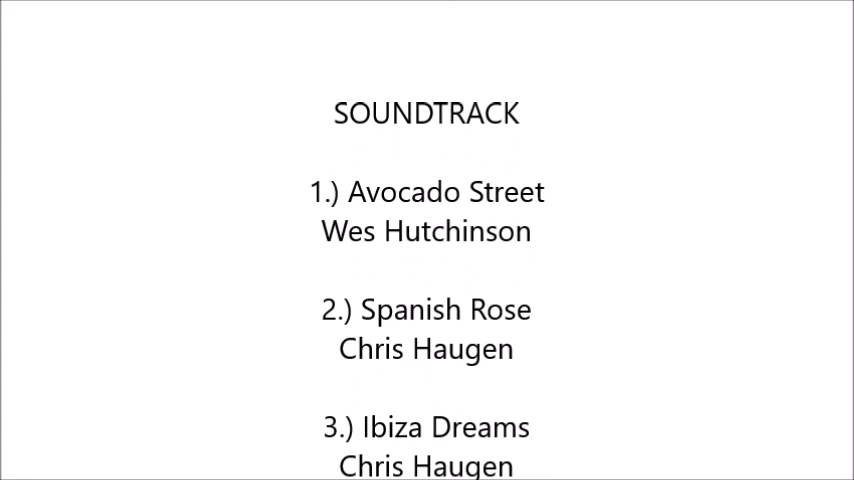 SOUNDTRACK
1.) Avocado Street
Wes Hutchinson
2.) Spanish Rose
Chris Haugen
3.) Ibiza Dreams
Chris Haugen